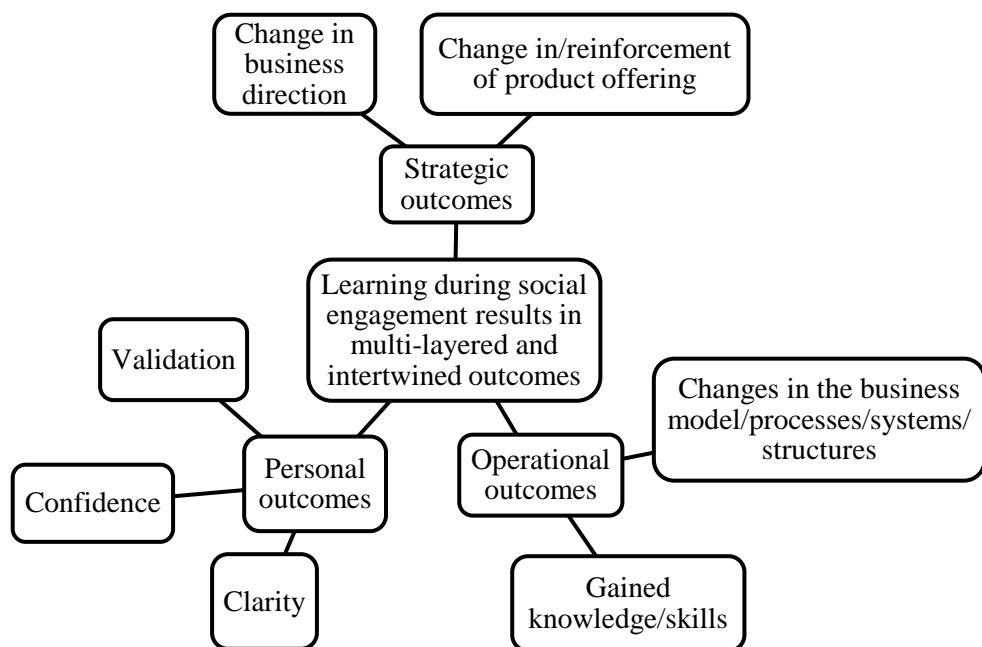 Change in
business
direction
Change in/reinforcement
of product offering
Strategic
outcomes
Learning during social
engagement results in
multi-layered and
intertwined outcomes
Validation
Changes in the business
model/processes/systems/
structures
Personal
outcomes
Operational
outcomes
Confidence
Clarity
Gained
knowledge/skills